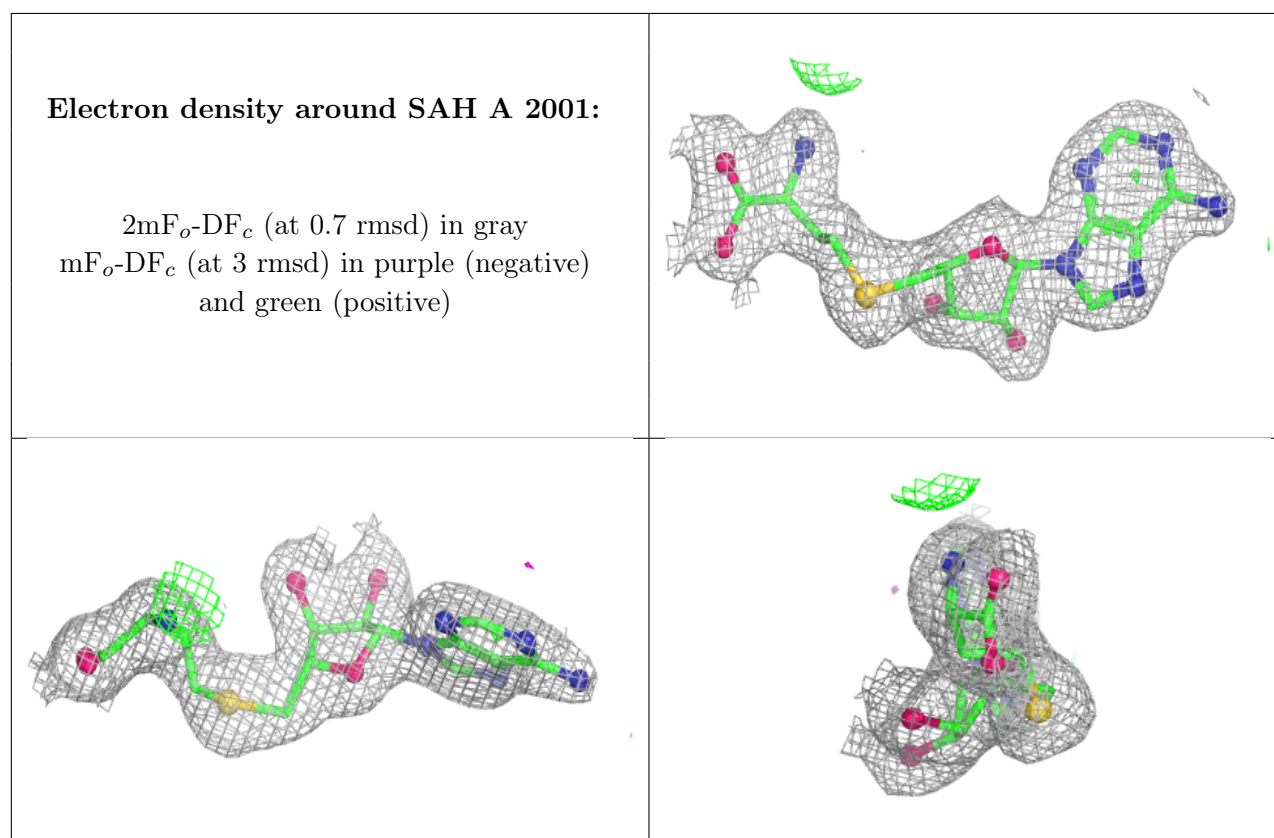 Electron density around SAH A 2001:
2mFo-DFc (at 0.7 rmsd) in gray
mFo-DFc (at 3 rmsd) in purple (negative)
and green (positive)